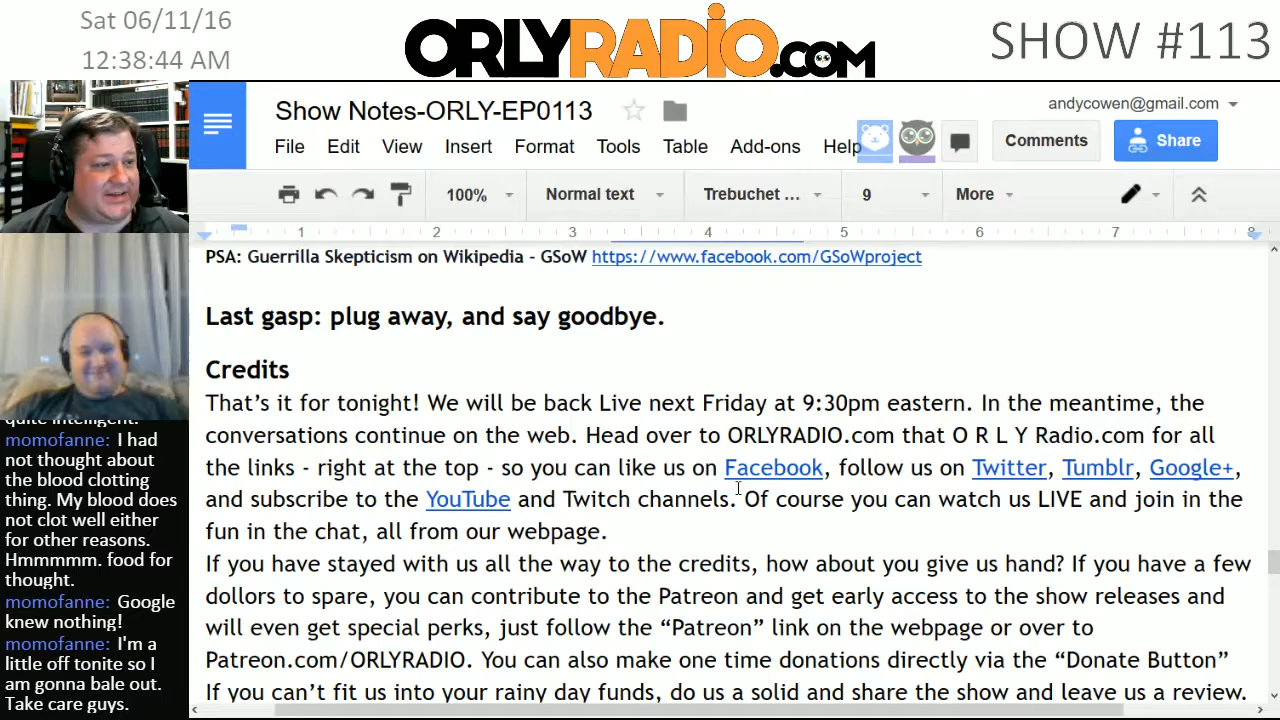 Sat 06/11/16
12:38:44 AM
ORLYRADIO.COM
SHOW #113
Show Notes-ORLY-EP0113
andycowen@gmail.com
File Edit View Insert Format Tools Table Add-ons Help
Comments
Share
100% Normal text Trebuchet ... 9 More
1 2 3 4 5 6 7 8
PSA: Guerrilla Skepticism on Wikipedia - GSoW https://www.facebook.com/GSoWproject
Last gasp: plug away, and say goodbye.
Credits
That's it for tonight! We will be back Live next Friday at 9:30pm eastern. In the meantime, the
conversations continue on the web. Head over to ORLYRADIO.com that O R L Y Radio.com for all
the links - right at the top - so you can like us on Facebook, follow us on Twitter, Tumblr, Google+,
and subscribe to the YouTube and Twitch channels. Of course you can watch us LIVE and join in the
fun in the chat, all from our webpage.
If you have stayed with us all the way to the credits, how about you give us hand? If you have a few
dollors to spare, you can contribute to the Patreon and get early access to the show releases and
will even get special perks, just follow the “Patreon” link on the webpage or over to
Patreon.com/ORLYRADIO. You can also make one time donations directly via the “Donate Button”
If you can't fit us into your rainy day funds, do us a solid and share the show and leave us a review.
quite intelligent.
momofanne: I had
not thought about
the blood clotting
thing. My blood does
not clot well either
for other reasons.
Hmmmmm. food for
thought.
momofanne: Google
knew nothing!
momofanne: I'm a
little off tonite so I
am gonna bale out.
Take care guys.